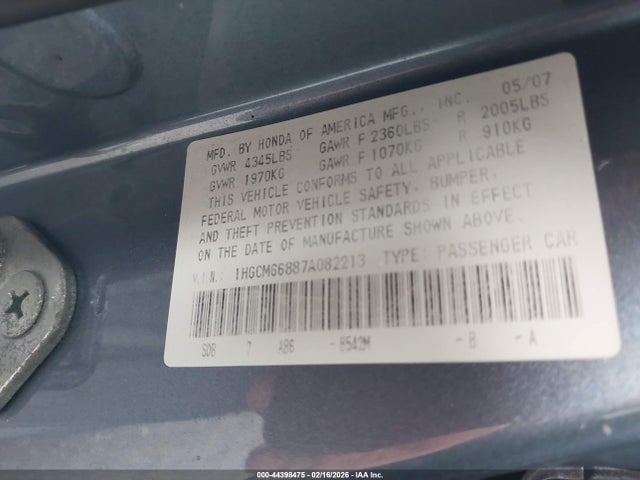 MFD. BY HONDA OF AMERICA MFG., INC. 05/07
GVWR 4345LBS GAWR F 2360LBS R 2005LBS
GVWR 1970KG GAWR F 1070KG R 910KG
THIS VEHICLE CONFORMS TO ALL APPLICABLE
FEDERAL MOTOR VEHICLE SAFETY, BUMPER,
AND THEFT PREVENTION STANDARDS IN EFFECT
ON THE DATE OF MANUFACTURE SHOWN ABOVE.
V.I.N.: 1HGCM66887A082213 TYPE: PASSENGER CAR
SDB 7 AB6 -B542M -B -A
000-44398475 - 02/16/2026 - IAA Inc.